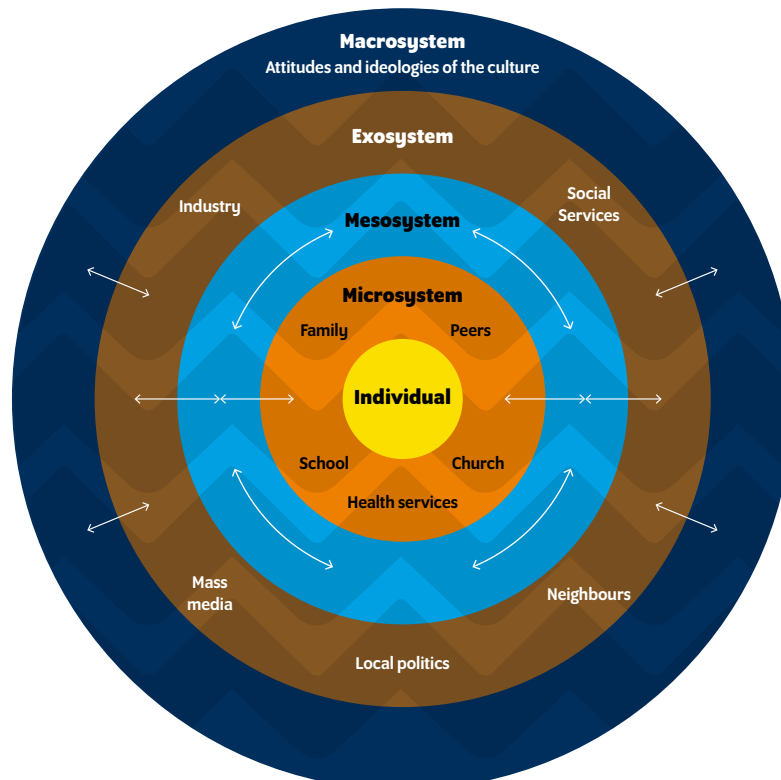 Macrosystem
Attitudes and ideologies of the culture
Exosystem
Industry
Social
Services
Mesosystem
Microsystem
Family
Peers
Individual
School
Church
Health services
Mass
media
Neighbours
Local politics